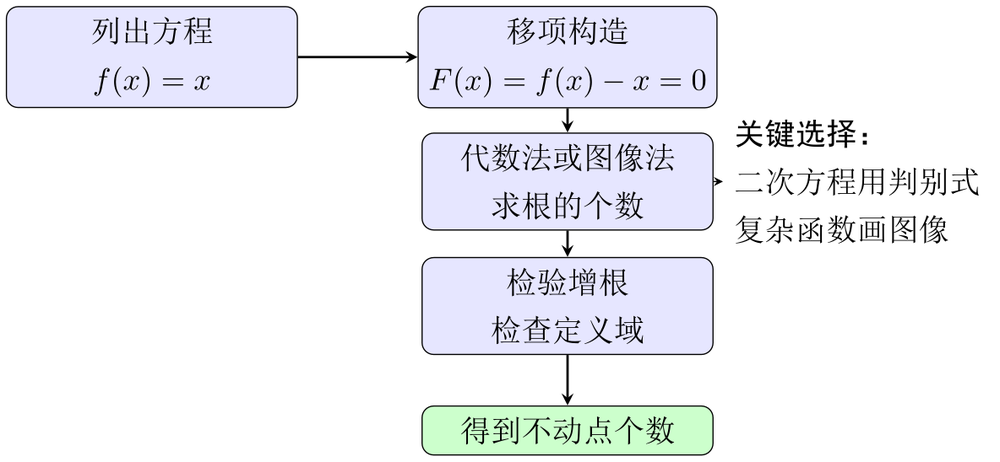 列出方程
f(x) = x
移项构造
F(x) = f(x) − x = 0
代数法或图像法
求根的个数
关键选择：
二次方程用判别式
复杂函数画图像
检验增根
检查定义域
得到不动点个数